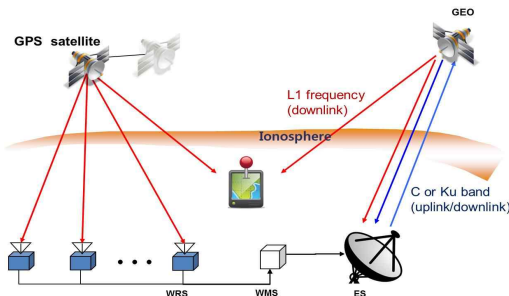 GEO
GPS satellite
L1 frequency
(downlink)
Ionosphere
C or Ku band
(uplink/downlink)
WRS
WMS
ES